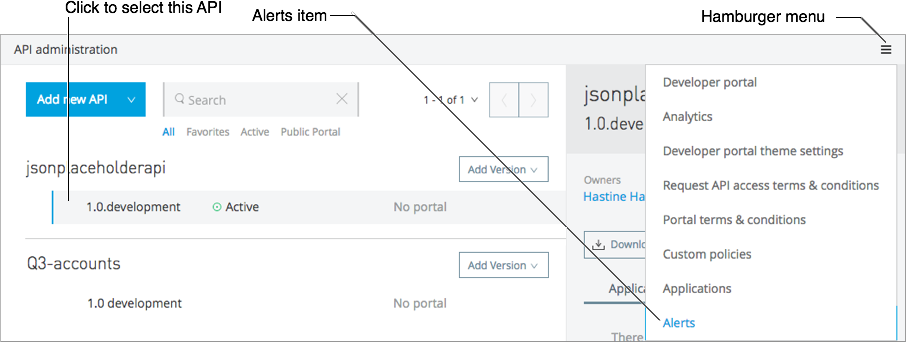 Click to select this API
Alerts item
Hamburger menu
API administration
Add new API
Search
1 - 1 of 1
All Favorites Active Public Portal
jsonplaceholderapi
Add Version
1.0.development
Active
No portal
Q3-accounts
Add Version
1.0 development
No portal
jsonpla
1.0.deve
Owners
Hastine Ha
Downlo
Applica
There
Developer portal
Analytics
Developer portal theme settings
Request API access terms & conditions
Portal terms & conditions
Custom policies
Applications
Alerts